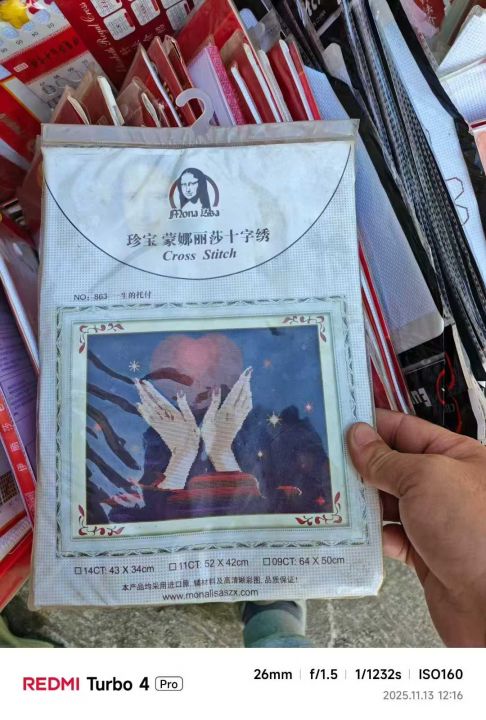 Mona Lisa
珍宝 蒙娜丽莎十字绣
Cross Stitch
NO: 863 一生的托付
□14CT: 43 X 34cm □11CT: 52 X 42cm □09CT: 64 X 50cm
本产品均采用进口原、辅材料及高清晰彩图, 品质保证!
www.monalisaszx.com
REDMI Turbo 4 Pro
26mm f/1.5 1/1232s ISO160
2025.11.13 12:16